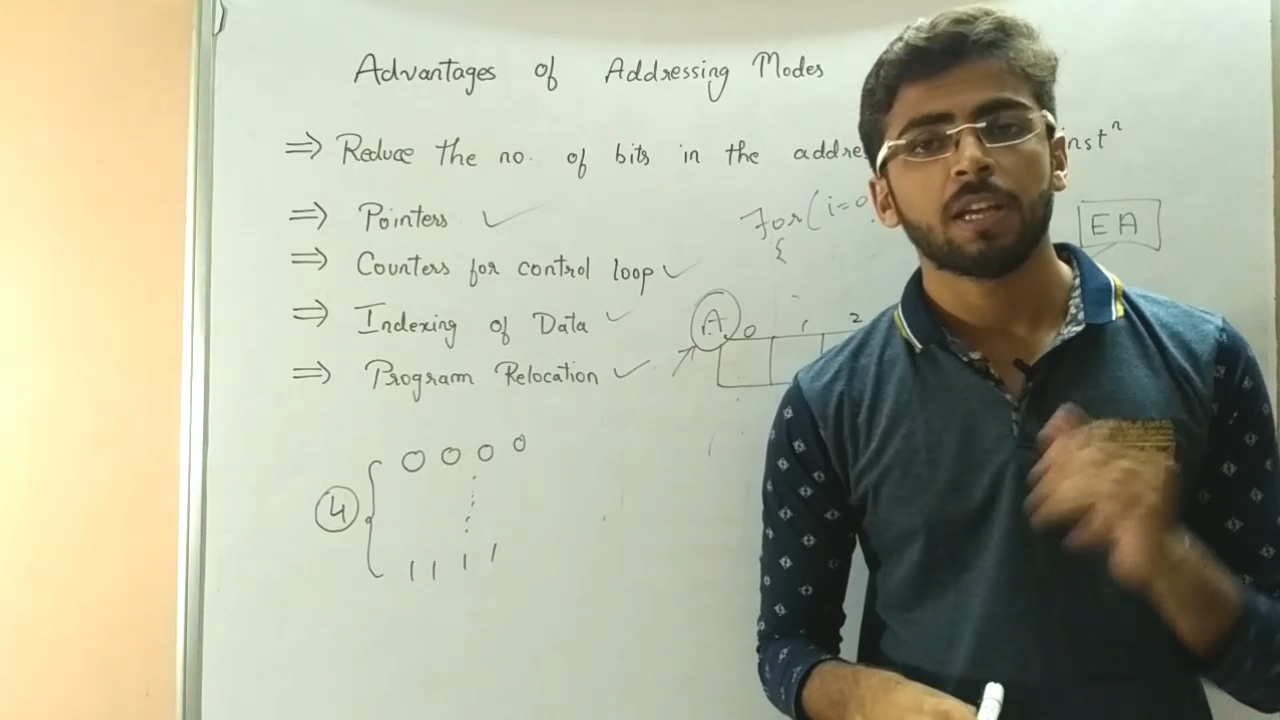 Advantages of Addressing Modes
⇒ Reduce the no. of bits in the addre instⁿ
⇒ Pointers ✓
For(i=0
{
EA
⇒ Counters for control loop ✓
⇒ Indexing of Data ✓
A 0 1 2
⇒ Program Relocation ✓
4 { 0 0 0 0
1 1 1 1